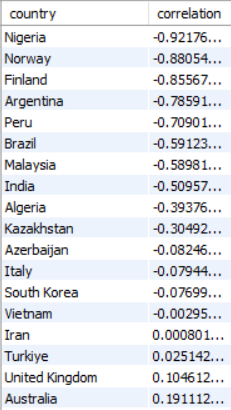 country correlation
Nigeria -0.92176...
Norway -0.88054...
Finland -0.85567...
Argentina -0.78591...
Peru -0.70901...
Brazil -0.59123...
Malaysia -0.58981...
India -0.50957...
Algeria -0.39376...
Kazakhstan -0.30492...
Azerbaijan -0.08246...
Italy -0.07944...
South Korea -0.07699...
Vietnam -0.00295...
Iran 0.000801...
Turkiye 0.025142...
United Kingdom 0.104612...
Australia 0.191112...